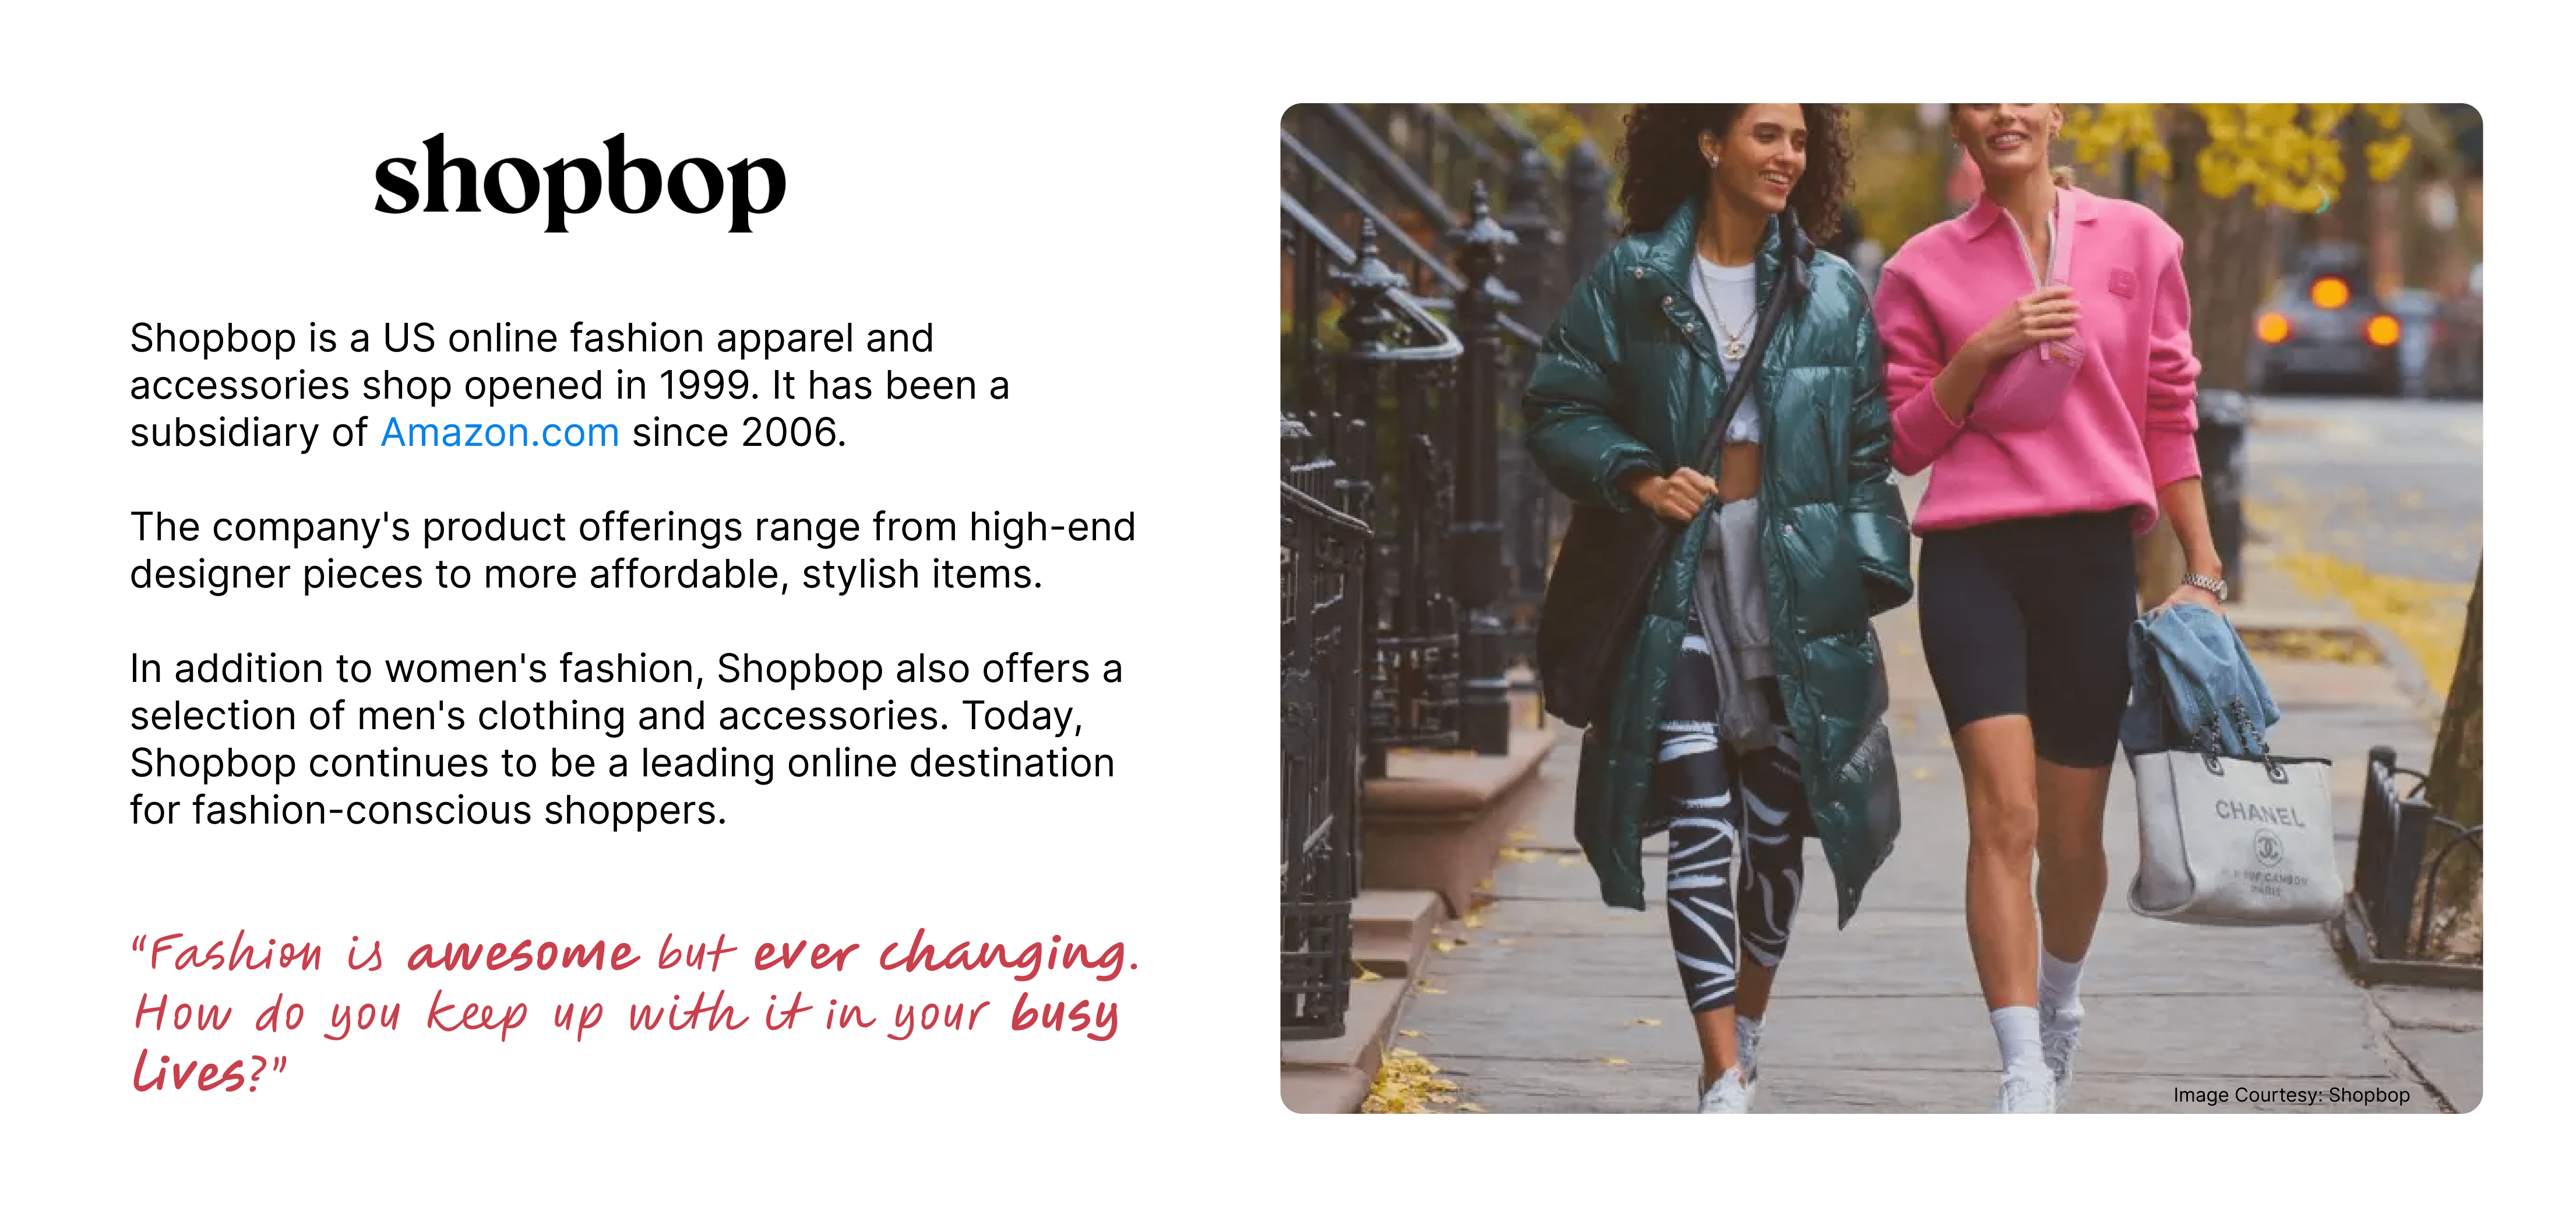 shopbop
Shopbop is a US online fashion apparel and
accessories shop opened in 1999. It has been a
subsidiary of Amazon.com since 2006.
The company's product offerings range from high-end
designer pieces to more affordable, stylish items.
In addition to women's fashion, Shopbop also offers a
selection of men's clothing and accessories. Today,
Shopbop continues to be a leading online destination
for fashion-conscious shoppers.
“Fashion is awesome but ever changing.
How do you keep up with it in your busy
lives?”
CHANEL
CAMBON
PARIS
Image Courtesy: Shopbop